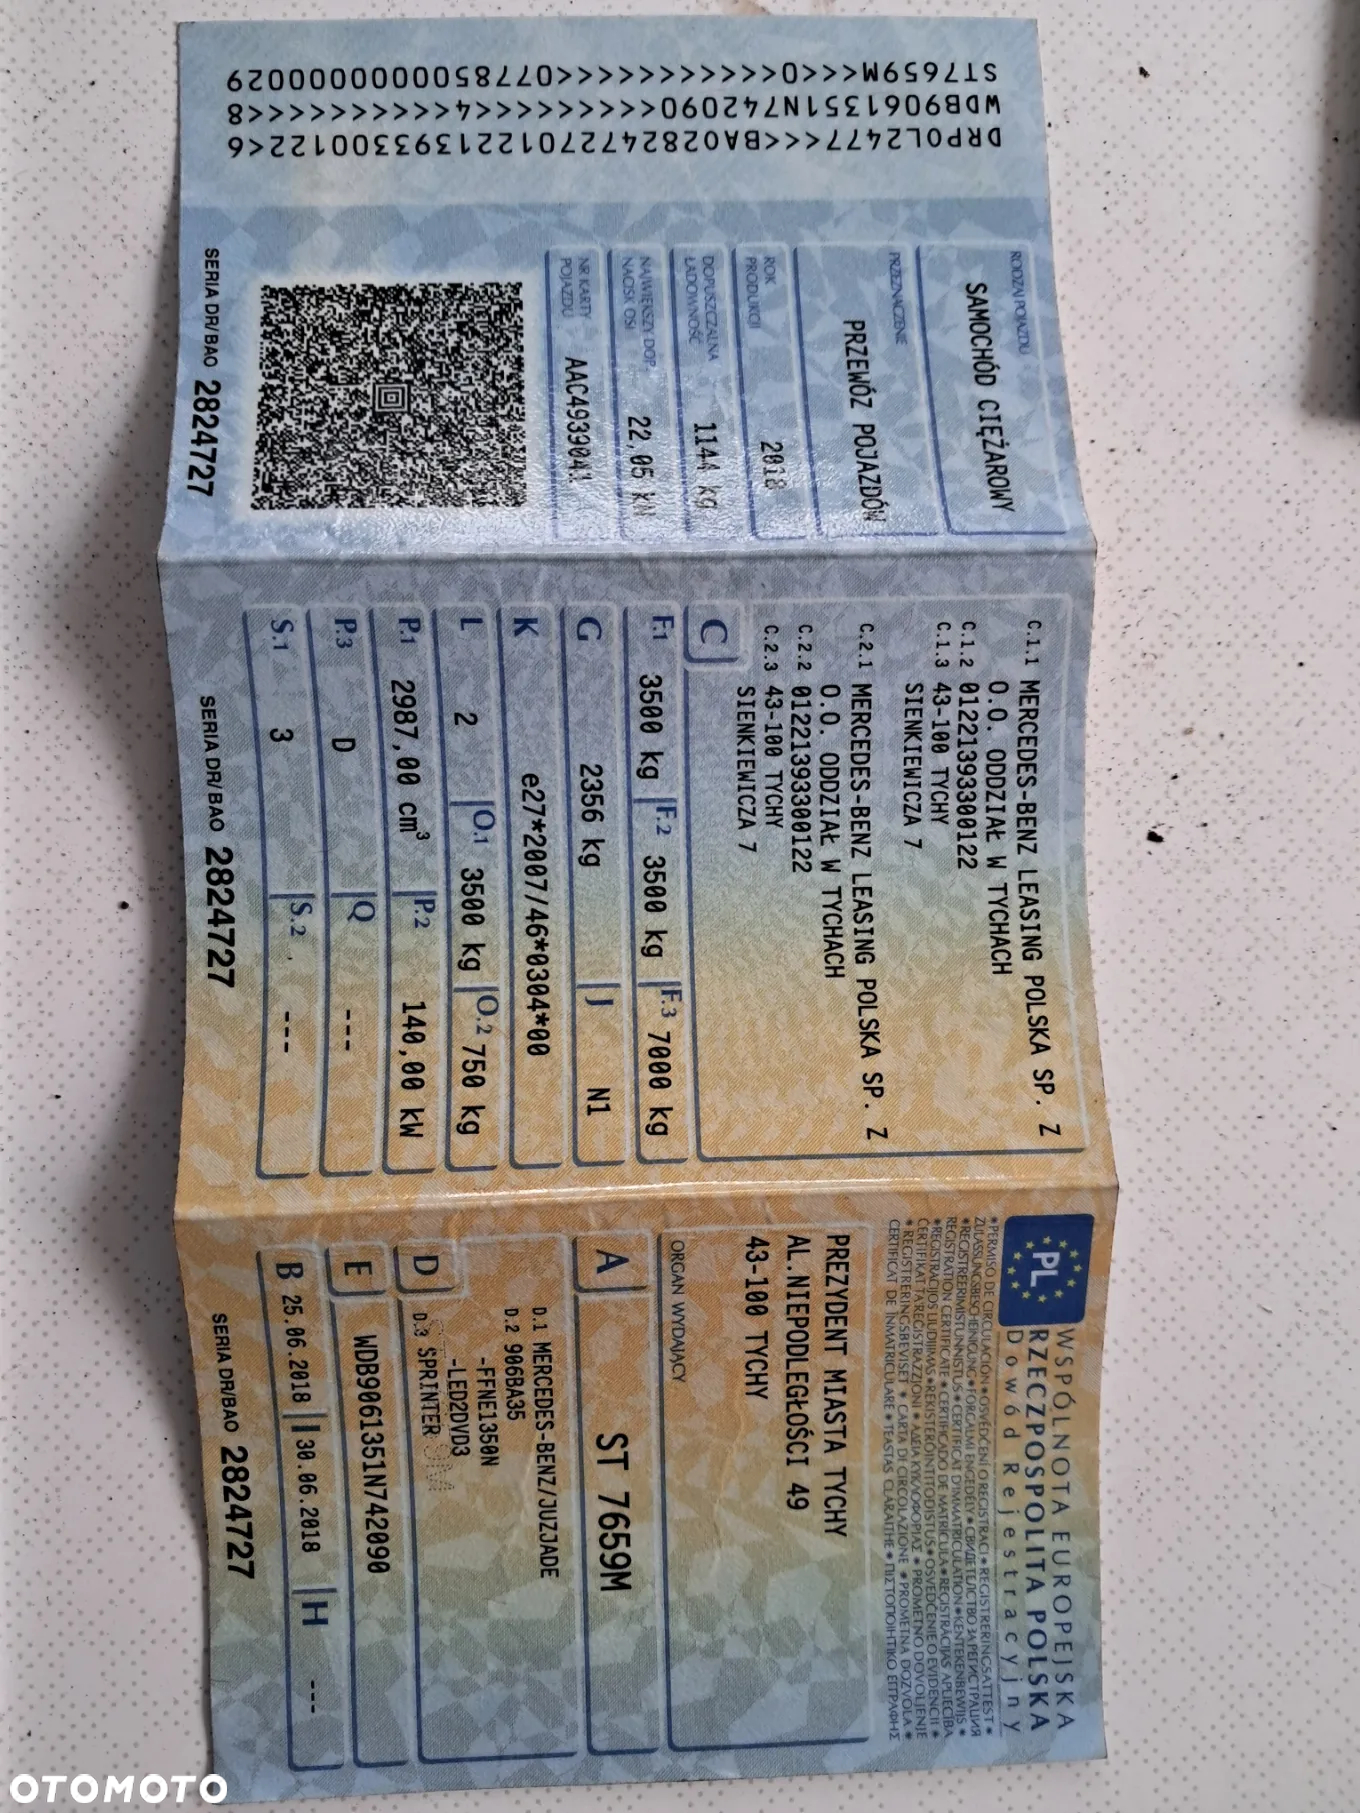 WSPÓLNOTA EUROPEJSKA
RZECZPOSPOLITA POLSKA
Dowód Rejestracyjny
PL
PREZYDENT MIASTA TYCHY
AL.NIEPODLEGŁOŚCI 49
43-100 TYCHY
ORGAN WYDAJĄCY
A ST 7659M
D
D.1 MERCEDES-BENZ/JUZJADE
D.2 906BA35
-FFNE1350N
-LED2DVD3
D.3 SPRINTER
E WDB9061351N742090
B 25.06.2018 I 30.06.2018 H ---
SERIA DR/BAO 2824727
C.1.1 MERCEDES-BENZ LEASING POLSKA SP. Z
O.O. ODDZIAŁ W TYCHACH
C.1.2 01221393300122
C.1.3 43-100 TYCHY
SIENKIEWICZA 7
C.2.1 MERCEDES-BENZ LEASING POLSKA SP. Z
O.O. ODDZIAŁ W TYCHACH
C.2.2 01221393300122
C.2.3 43-100 TYCHY
SIENKIEWICZA 7
C
F.1 3500 kg F.2 3500 kg F.3 7000 kg
G 2356 kg J N1
K e27*2007/46*0304*00
L 2 O.1 3500 kg O.2 750 kg
P.1 2987,00 cm³ P.2 140,00 kW
P.3 D Q ---
S.1 3 S.2 ---
SERIA DR/BAO 2824727
RODZAJ POJAZDU
SAMOCHÓD CIĘŻAROWY
PRZEZNACZENIE
PRZEWÓZ POJAZDÓW
ROK
PRODUKCJI 2018
DOPUSZCZALNA
ŁADOWNOŚĆ 1144 kg
NAJWIĘKSZY DOP.
NACISK OSI 22,05 kN
NR KARTY
POJAZDU AAC4939041
SERIA DR/BAO 2824727
DRPOL2477<<<BAO28247270122139330012​2<6
WDB9061351N742090<<<<<<<<<4<<<<<<<8
ST7659M<<<0<<<<<<<<<<07785000000000029
OTOMOTO